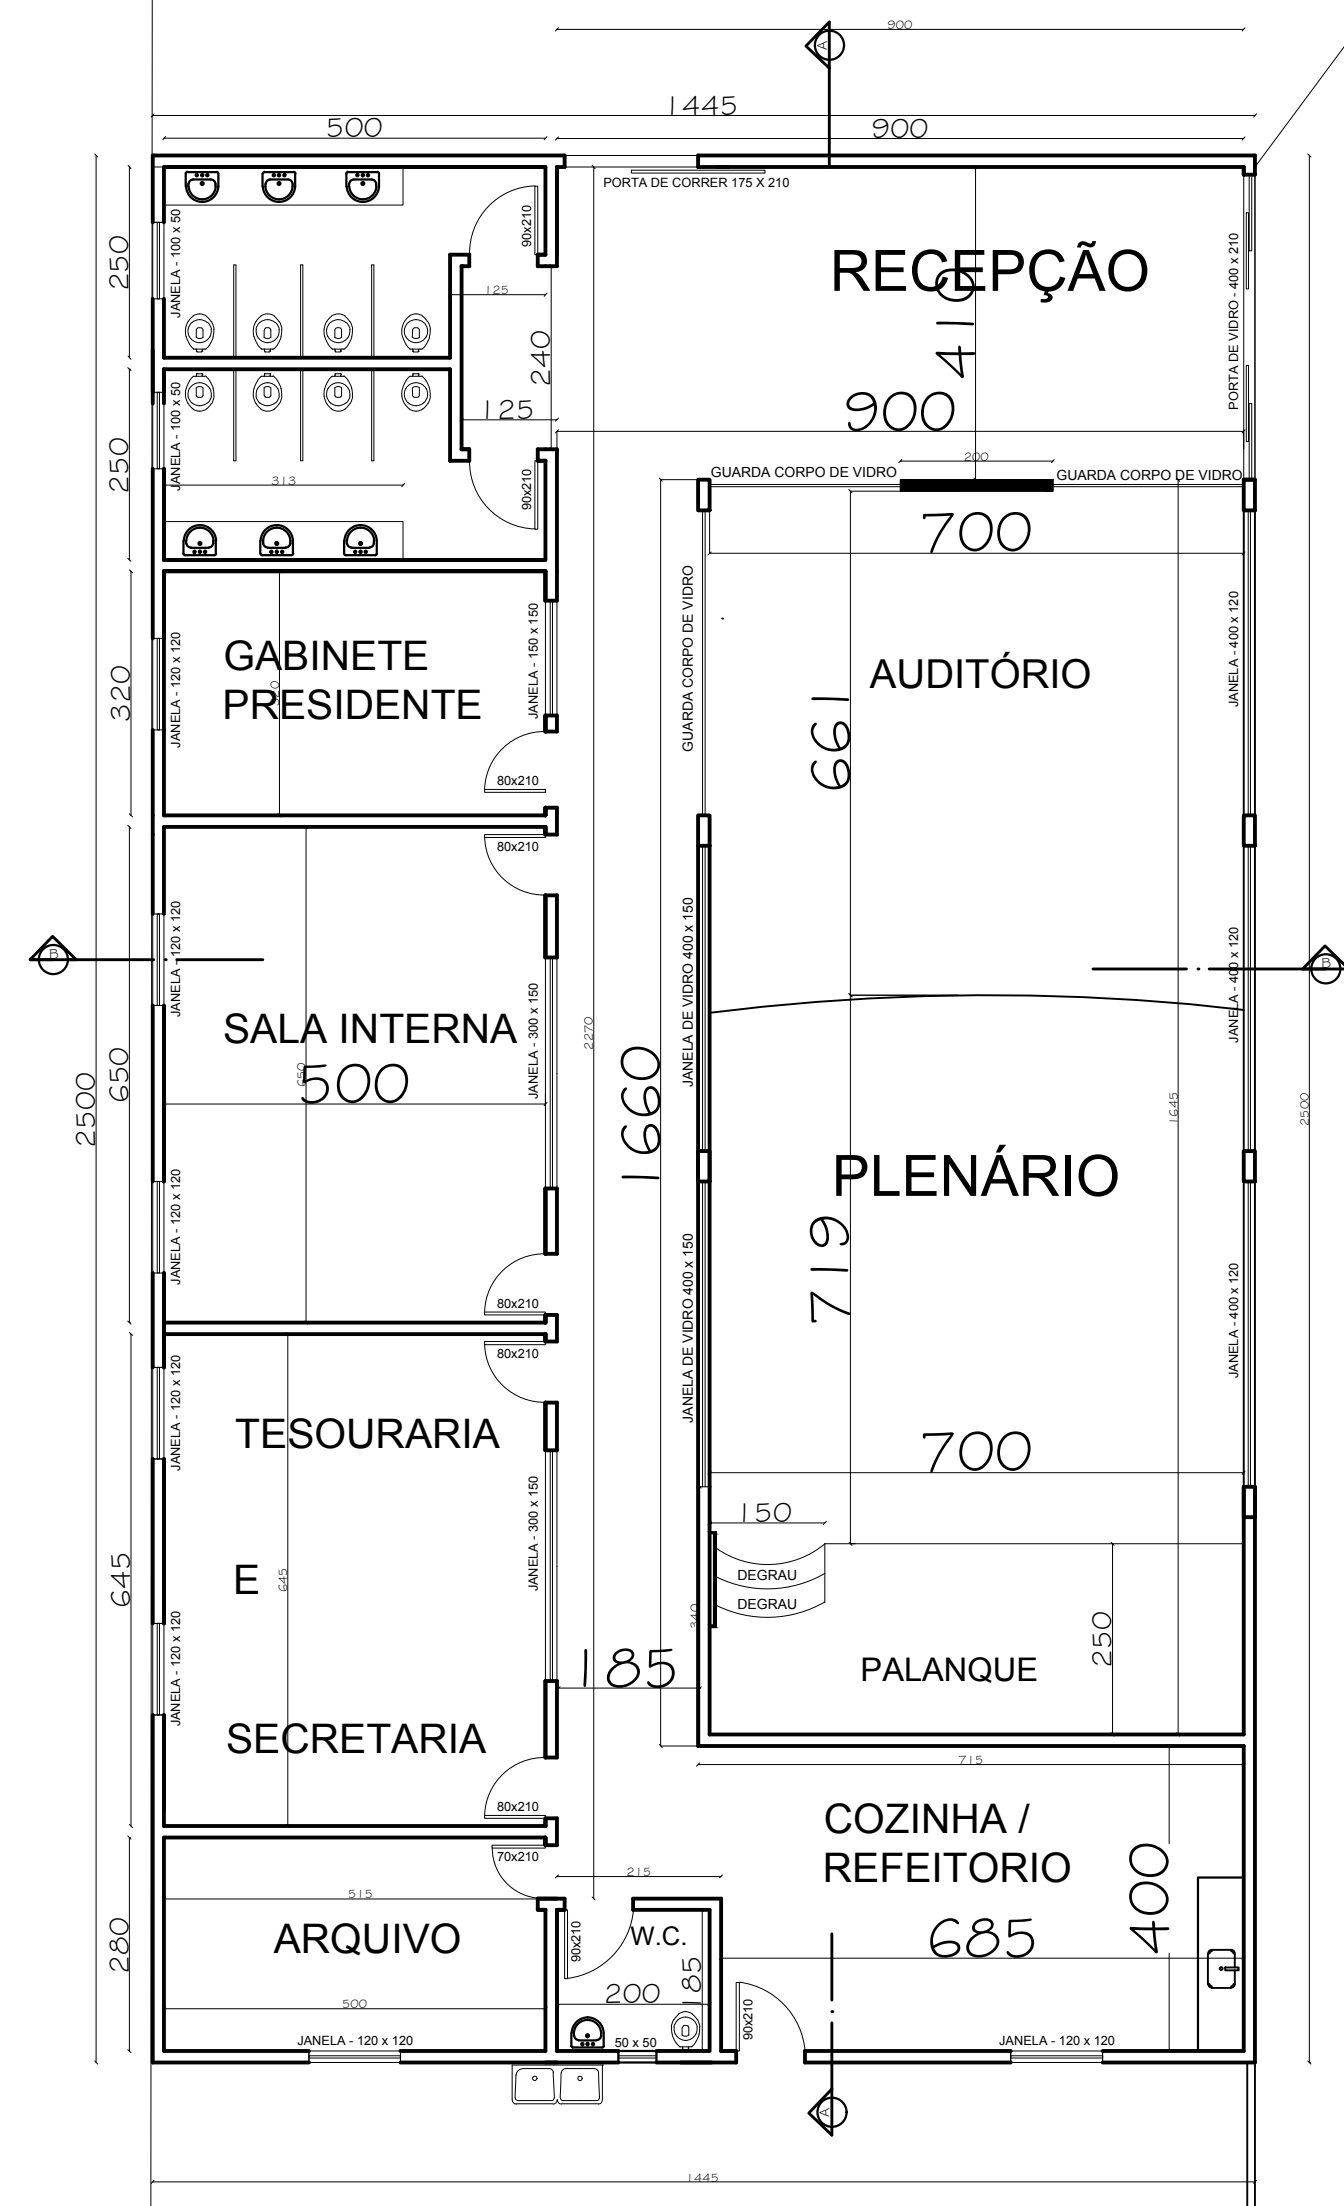 900
A
1445
500
900
PORTA DE CORRER 175 X 210
90x210
JANELA - 100 x 50
250
RECEPÇÃO
PORTA DE VIDRO - 400 x 210
125
410
240
125
900
JANELA - 100 x 50
250
313
90x210
200
GUARDA CORPO DE VIDRO
GUARDA CORPO DE VIDRO
700
GABINETE
PRESIDENTE
320
320
JANELA - 120 x 120
JANELA - 150 x 150
80x210
GUARDA CORPO DE VIDRO
AUDITÓRIO
661
JANELA - 400 x 120
80x210
B
JANELA - 120 x 120
SALA INTERNA
650
500
650
JANELA - 300 x 150
2500
2270
1660
JANELA DE VIDRO 400 x 150
JANELA - 400 x 120
B
1645
2500
PLENÁRIO
719
JANELA - 120 x 120
80x210
JANELA DE VIDRO 400 x 150
JANELA - 400 x 120
80x210
JANELA - 120 x 120
TESOURARIA
700
150
JANELA - 300 x 150
645
E
645
DEGRAU
DEGRAU
340
250
185
PALANQUE
JANELA - 120 x 120
SECRETARIA
715
80x210
COZINHA /
REFEITORIO
400
70x210
215
515
ARQUIVO
280
W.C.
90x210
685
185
200
500
90x210
JANELA - 120 x 120
50 x 50
JANELA - 120 x 120
A
1445